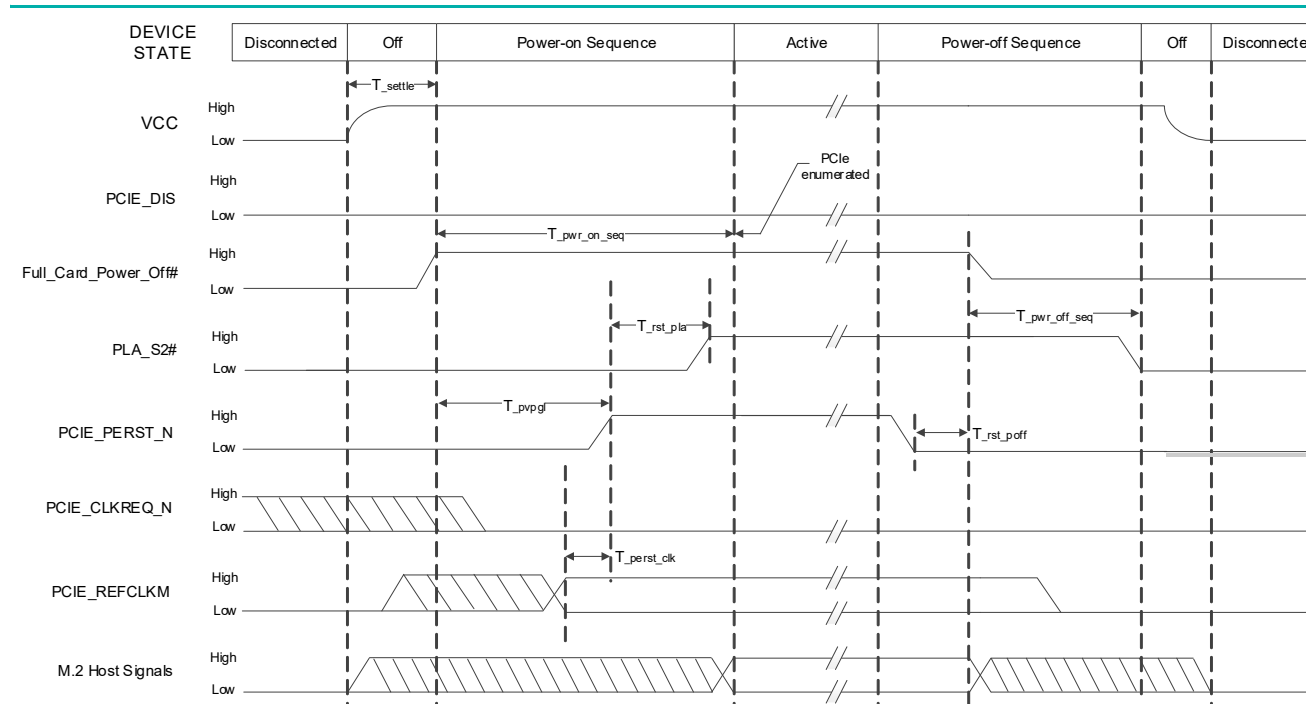 DEVICE
STATE
Disconnected Off Power-on Sequence Active Power-off Sequence Off Disconnecte
T_settle
VCC
High
Low
PCIe
enumerated
PCIE_DIS
High
Low
T_pwr_on_seq
Full_Card_Power_Off#
High
Low
T_rst_pla
T_pwr_off_seq
PLA_S2#
High
Low
T_pvpgl
PCIE_PERST_N
High
Low
T_rst_poff
PCIE_CLKREQ_N
High
Low
T_perst_clk
PCIE_REFCLKM
High
Low
M.2 Host Signals
High
Low